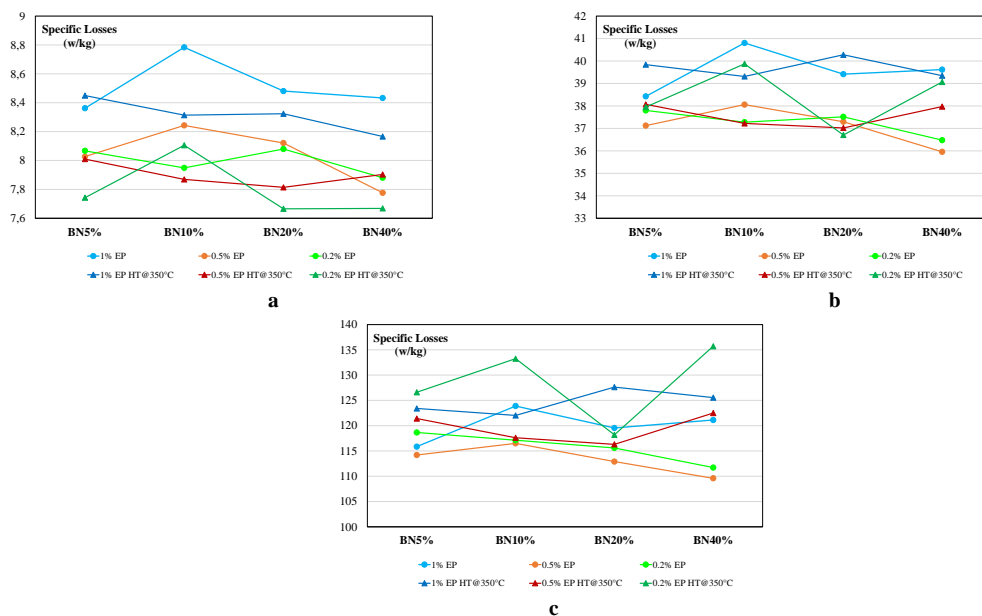 Specific Losses
(w/kg)
9
8.8
8.6
8.4
8.2
8
7.8
7,6
BN5% BN10% BN20% BN40%
1% EP 0.5% EP 0.2% EP
1% EP HT@350°C 0.5% EP HT@350°C 0.2% EP HT@350°C
a
Specific Losses
(w/kg)
42
41
40
39
38
37
36
35
34
33
BN5% BN10% BN20% BN40%
1% EP 0.5% EP 0.2% EP
1% EP HT@350°C 0.5% EP HT@350°C 0.2% EP HT@350°C
b
Specific Losses
(w/kg)
140
135
130
125
120
115
110
105
100
BN5% BN10% BN20% BN40%
1% EP 0.5% EP 0.2% EP
1% EP HT@350°C 0.5% EP HT@350°C 0.2% EP HT@350°C
c